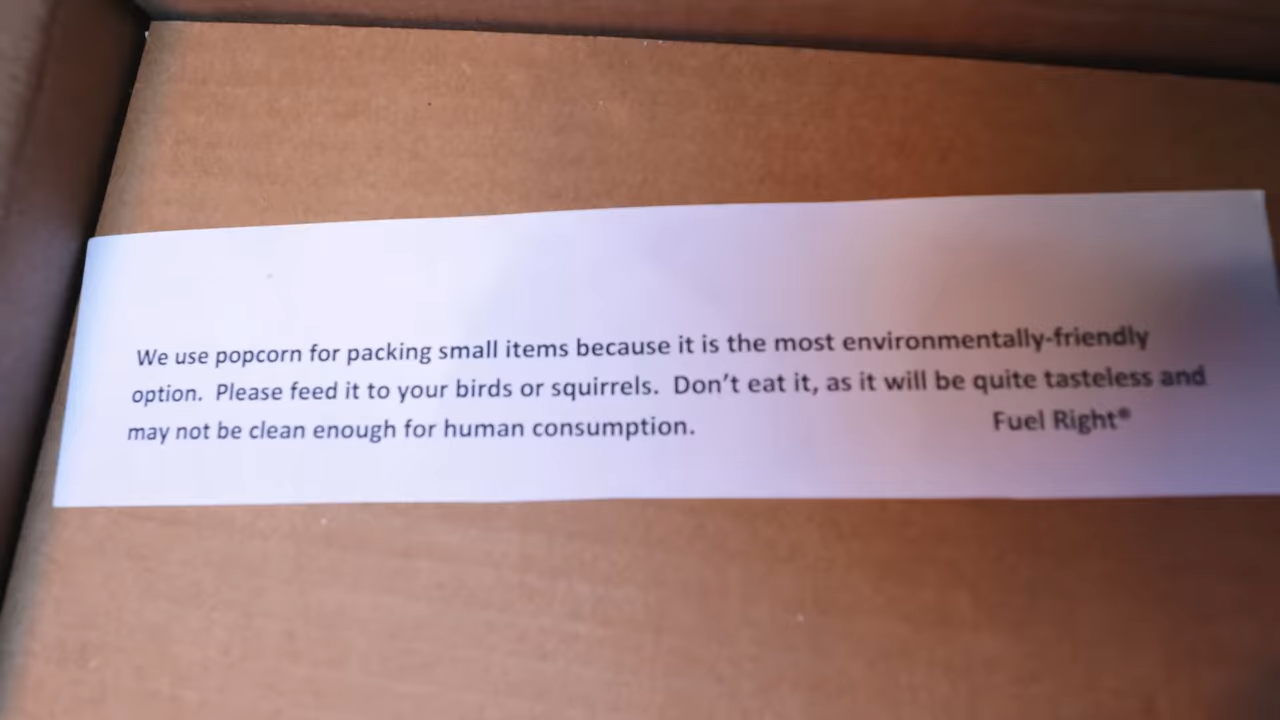 We use popcorn for packing small items because it is the most environmentally-friendly
option.  Please feed it to your birds or squirrels.  Don't eat it, as it will be quite tasteless and
may not be clean enough for human consumption.
Fuel Right®